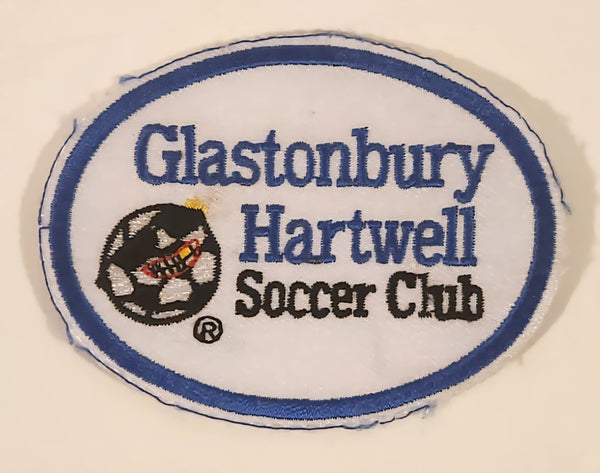 Glastonbury
Hartwell
Soccer Club
®